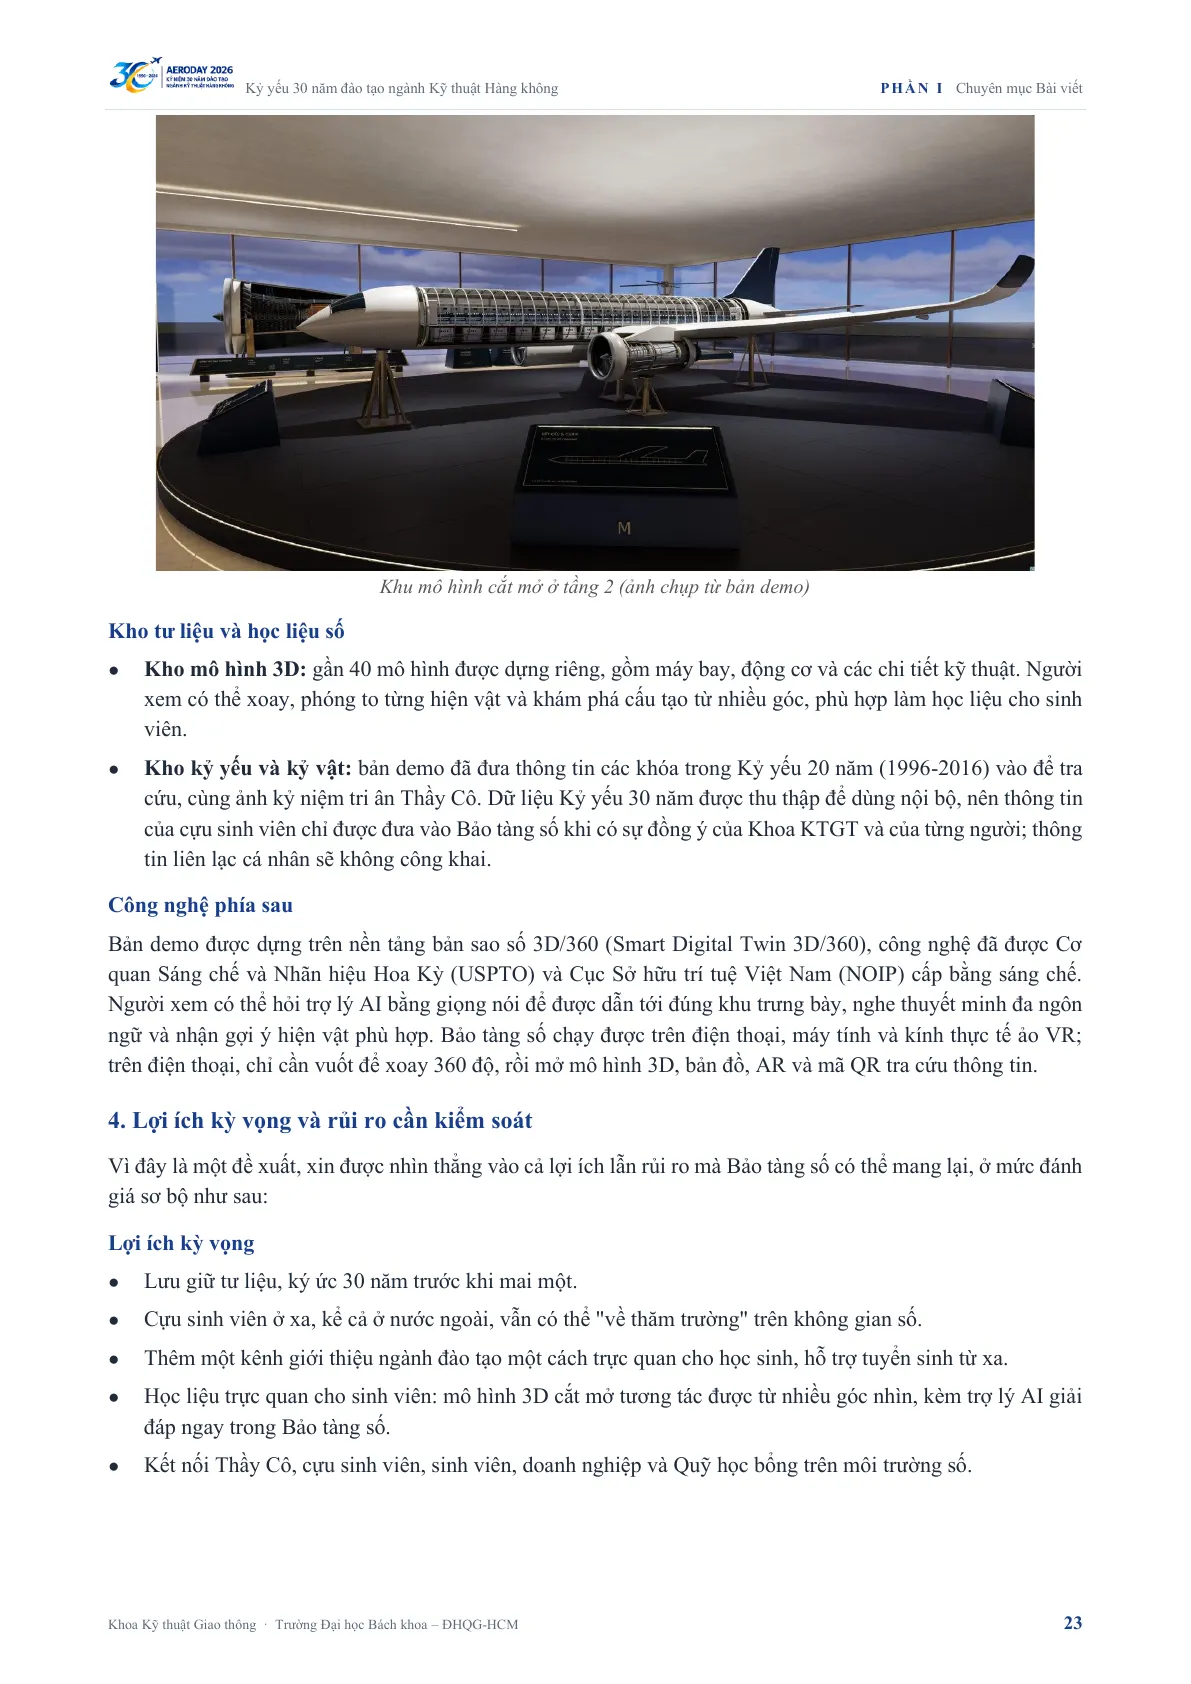 30
1996 - 2026
AERODAY 2026
KỶ NIỆM 30 NĂM ĐÀO TẠO
NGÀNH KỸ THUẬT HÀNG KHÔNG
Kỷ yếu 30 năm đào tạo ngành Kỹ thuật Hàng không
PHẦN I Chuyên mục Bài viết
M
Khu mô hình cắt mở ở tầng 2 (ảnh chụp từ bản demo)
Kho tư liệu và học liệu số
● Kho mô hình 3D: gần 40 mô hình được dựng riêng, gồm máy bay, động cơ và các chi tiết kỹ thuật. Người
xem có thể xoay, phóng to từng hiện vật và khám phá cấu tạo từ nhiều góc, phù hợp làm học liệu cho sinh
viên.
● Kho kỷ yếu và kỷ vật: bản demo đã đưa thông tin các khóa trong Kỷ yếu 20 năm (1996-2016) vào để tra
cứu, cùng ảnh kỷ niệm tri ân Thầy Cô. Dữ liệu Kỷ yếu 30 năm được thu thập để dùng nội bộ, nên thông tin
của cựu sinh viên chỉ được đưa vào Bảo tàng số khi có sự đồng ý của Khoa KTGT và của từng người; thông
tin liên lạc cá nhân sẽ không công khai.
Công nghệ phía sau
Bản demo được dựng trên nền tảng bản sao số 3D/360 (Smart Digital Twin 3D/360), công nghệ đã được Cơ
quan Sáng chế và Nhãn hiệu Hoa Kỳ (USPTO) và Cục Sở hữu trí tuệ Việt Nam (NOIP) cấp bằng sáng chế.
Người xem có thể hỏi trợ lý AI bằng giọng nói để được dẫn tới đúng khu trưng bày, nghe thuyết minh đa ngôn
ngữ và nhận gợi ý hiện vật phù hợp. Bảo tàng số chạy được trên điện thoại, máy tính và kính thực tế ảo VR;
trên điện thoại, chỉ cần vuốt để xoay 360 độ, rồi mở mô hình 3D, bản đồ, AR và mã QR tra cứu thông tin.
4. Lợi ích kỳ vọng và rủi ro cần kiểm soát
Vì đây là một đề xuất, xin được nhìn thẳng vào cả lợi ích lẫn rủi ro mà Bảo tàng số có thể mang lại, ở mức đánh
giá sơ bộ như sau:
Lợi ích kỳ vọng
● Lưu giữ tư liệu, ký ức 30 năm trước khi mai một.
● Cựu sinh viên ở xa, kể cả ở nước ngoài, vẫn có thể "về thăm trường" trên không gian số.
● Thêm một kênh giới thiệu ngành đào tạo một cách trực quan cho học sinh, hỗ trợ tuyển sinh từ xa.
● Học liệu trực quan cho sinh viên: mô hình 3D cắt mở tương tác được từ nhiều góc nhìn, kèm trợ lý AI giải
đáp ngay trong Bảo tàng số.
● Kết nối Thầy Cô, cựu sinh viên, sinh viên, doanh nghiệp và Quỹ học bổng trên môi trường số.
Khoa Kỹ thuật Giao thông · Trường Đại học Bách khoa – ĐHQG-HCM
23